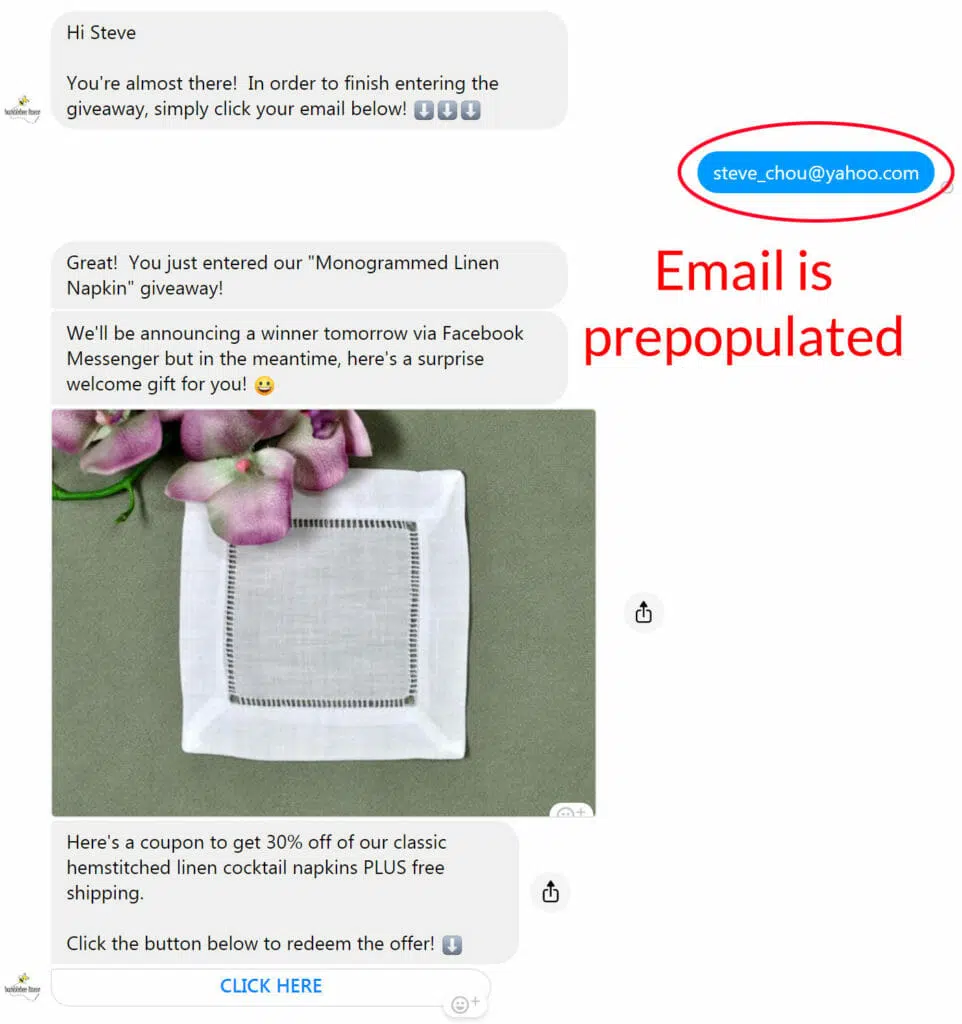 Hi Steve
You're almost there! In order to finish entering the
giveaway, simply click your email below! ⬇️⬇️⬇️
steve_chou@yahoo.com
Email is
prepopulated
Great! You just entered our "Monogrammed Linen
Napkin" giveaway!
We'll be announcing a winner tomorrow via Facebook
Messenger but in the meantime, here's a surprise
welcome gift for you! 😀
Here's a coupon to get 30% off of our classic
hemstitched linen cocktail napkins PLUS free
shipping.
Click the button below to redeem the offer! ⬇️
CLICK HERE